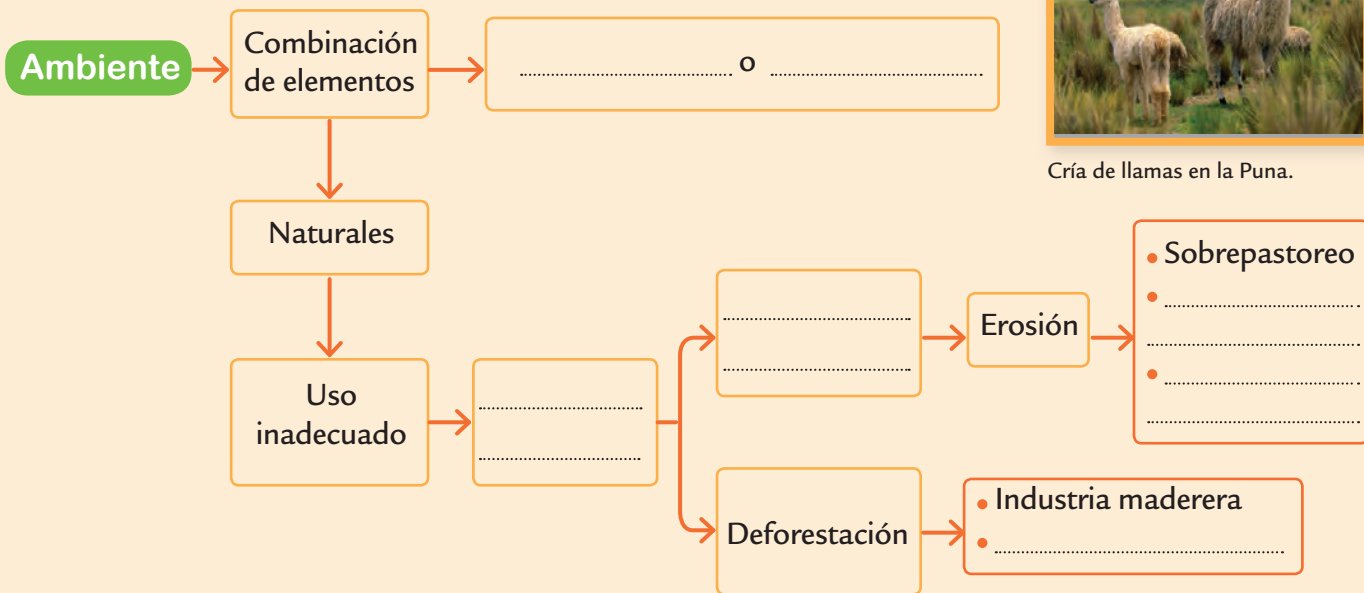 Ambiente
Combinación
de elementos
o
Cría de llamas en la Puna.
Naturales
Sobrepastoreo
Erosión
Uso
inadecuado
Industria maderera
Deforestación